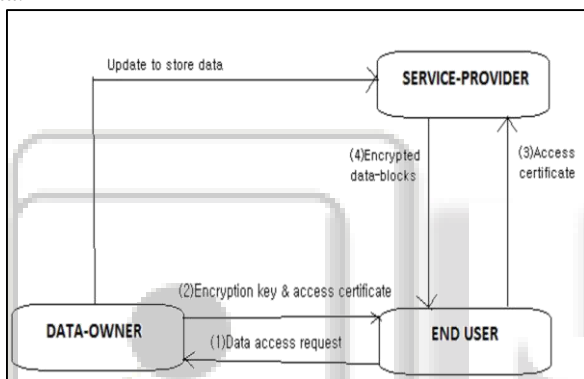 Update to store data
SERVICE-PROVIDER
(4)Encrypted
data-blocks
(3)Access
certificate
(2)Encryption key & access certificate
DATA-OWNER
(1)Data access request
END USER